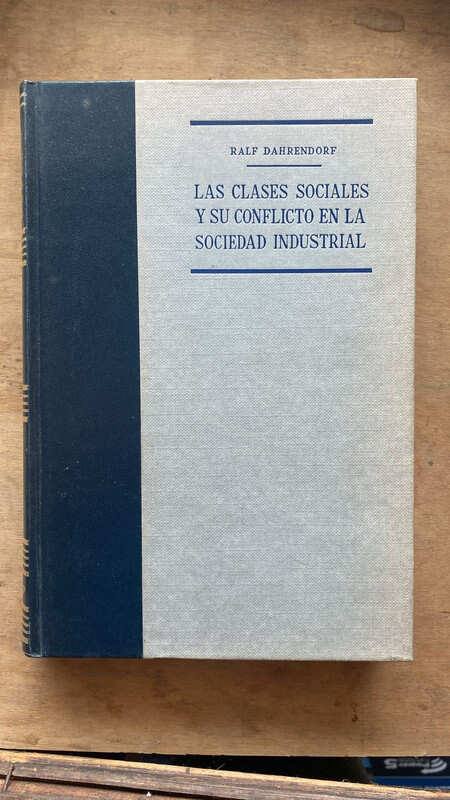 RALF DAHRENDORF
LAS CLASES SOCIALES
Y SU CONFLICTO EN LA
SOCIEDAD INDUSTRIAL